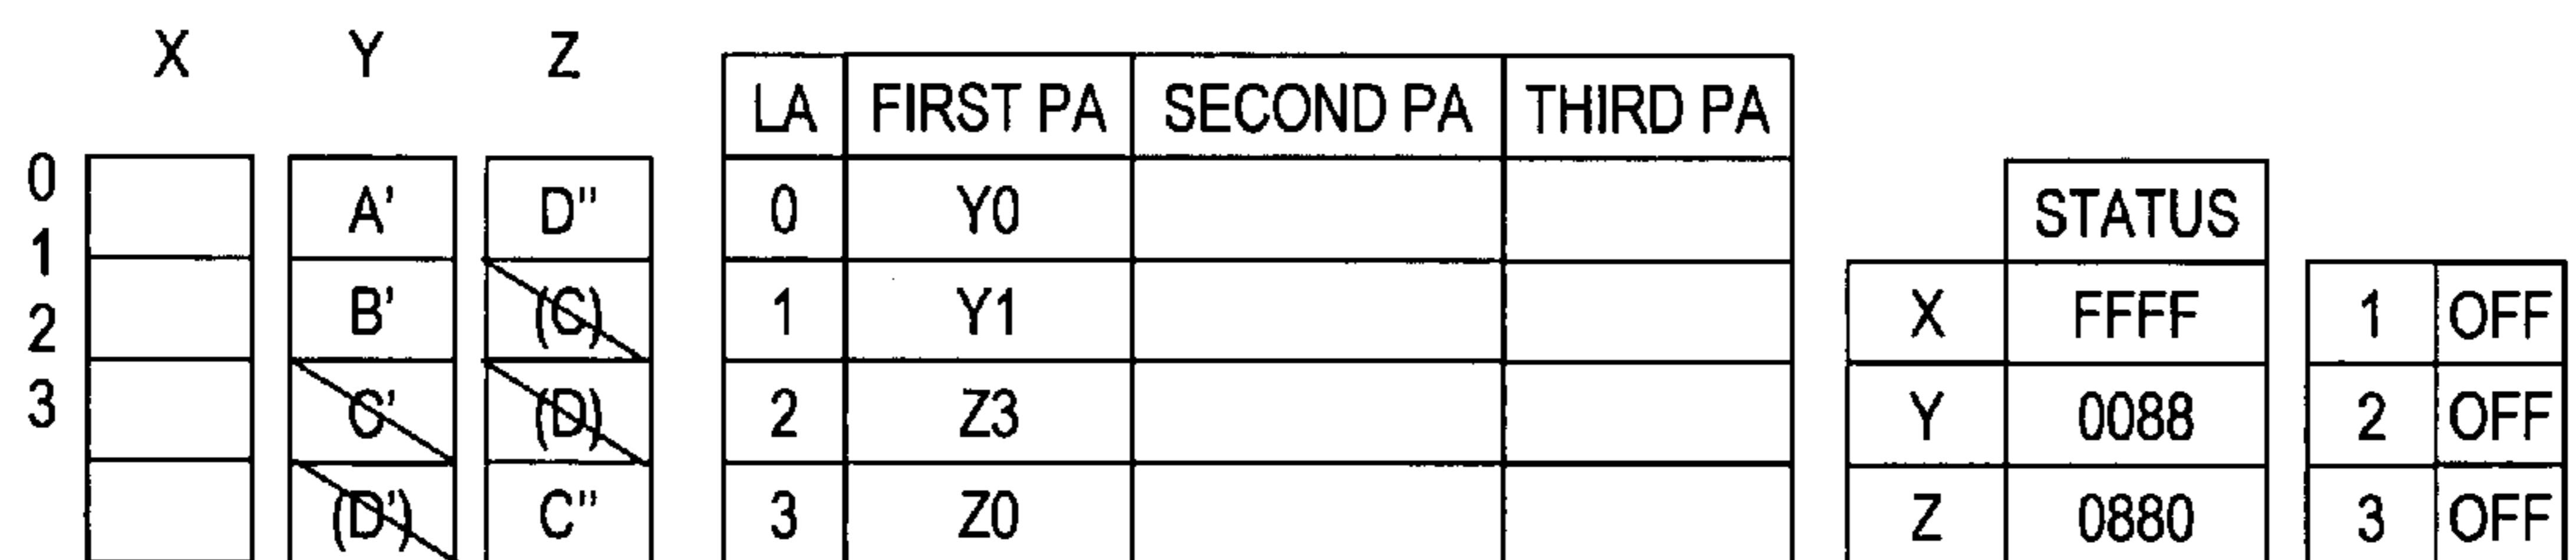 X Y Z
LA FIRST PA SECOND PA THIRD PA
0 A' D" 0 Y0 STATUS
1 B' (C) 1 Y1 X FFFF 1 OFF
2 C' (D) 2 Z3 Y 0088 2 OFF
3 (D') C" 3 Z0 Z 0880 3 OFF